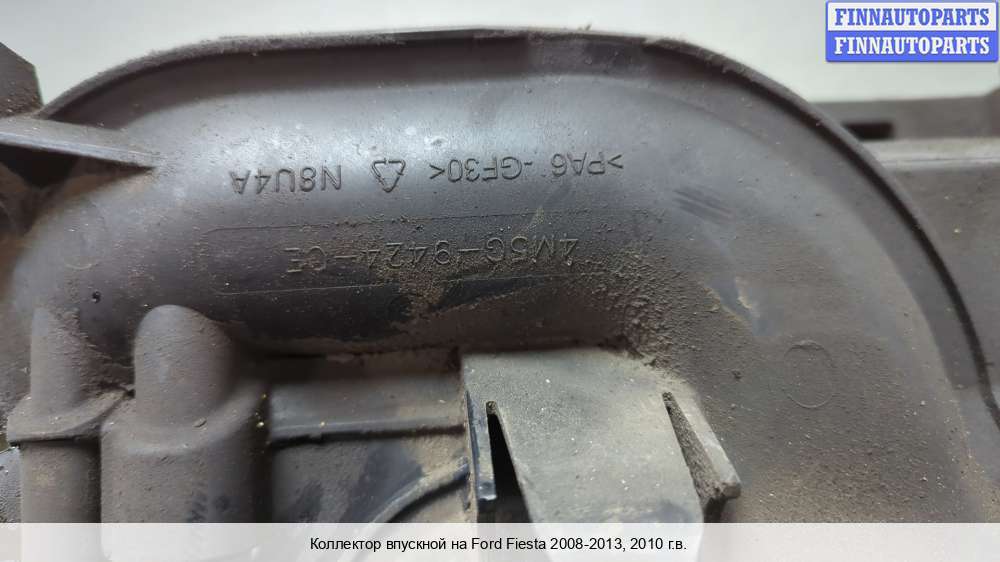 FINNAUTOPARTS
FINNAUTOPARTS
>PA6-GF30< N8U4A
4M5G-9424-CE
Коллектор впускной на Ford Fiesta 2008-2013, 2010 г.в.